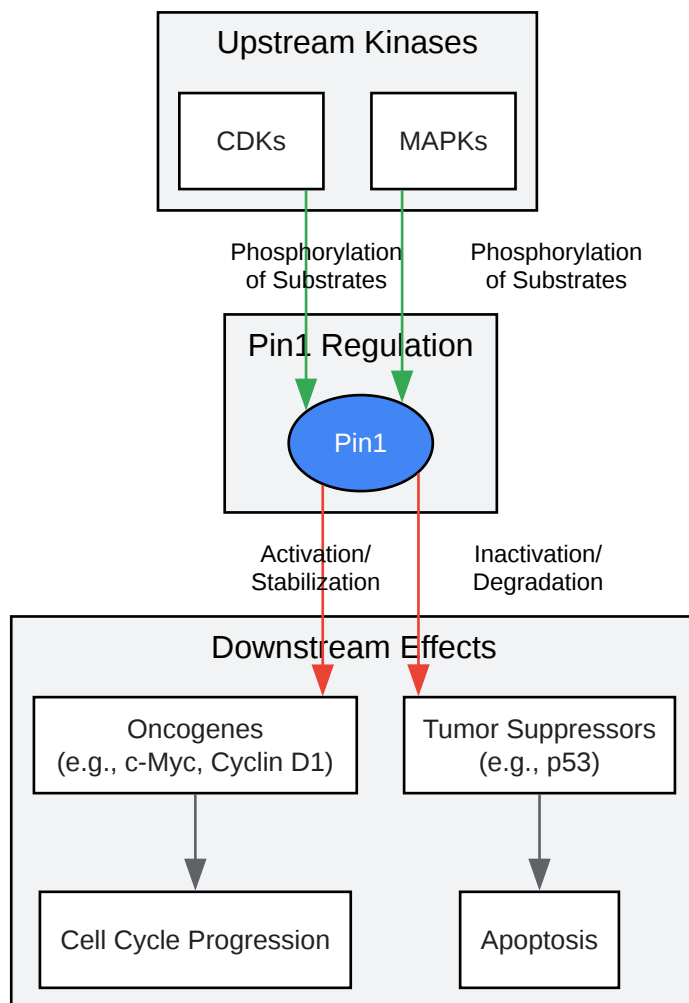 Upstream Kinases
CDKs
MAPKs
Phosphorylation
of Substrates
Phosphorylation
of Substrates
Pin1 Regulation
Pin1
Activation/
Stabilization
Inactivation/
Degradation
Downstream Effects
Oncogenes
(e.g., c-Myc, Cyclin D1)
Tumor Suppressors
(e.g., p53)
Cell Cycle Progression
Apoptosis